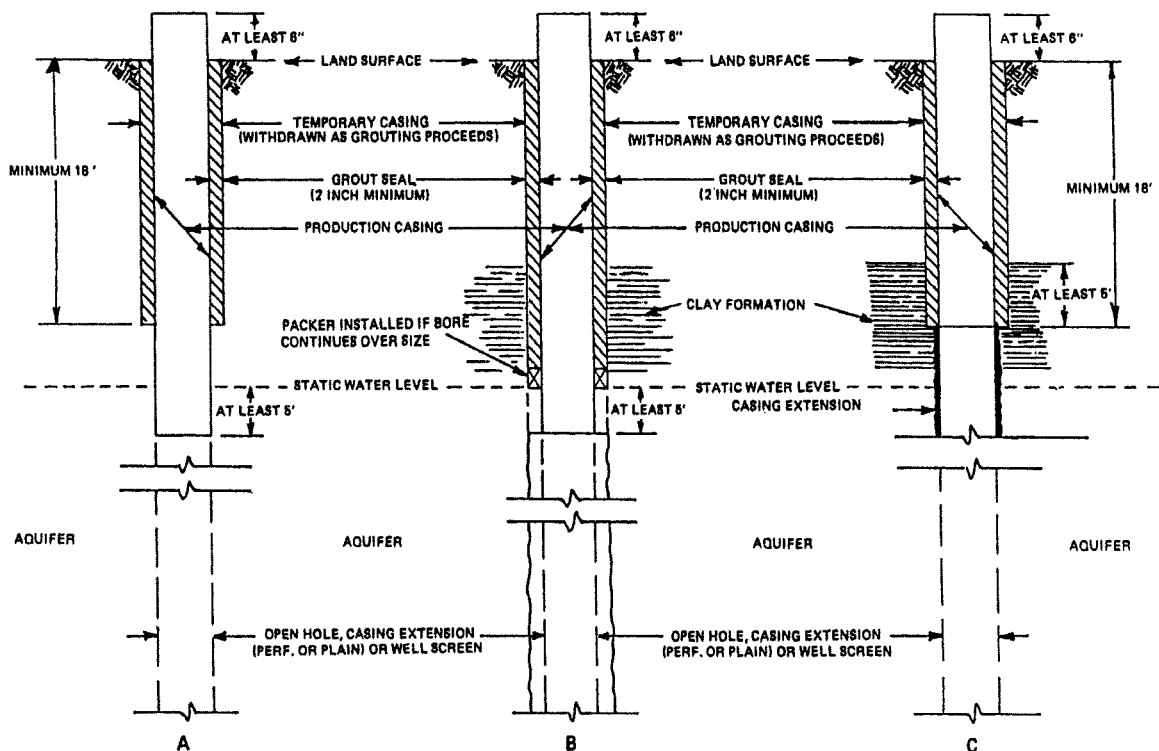 AT LEAST 6"
AT LEAST 6"
AT LEAST 6"
LAND SURFACE
LAND SURFACE
TEMPORARY CASING
(WITHDRAWN AS GROUTING PROCEEDS)
TEMPORARY CASING
(WITHDRAWN AS GROUTING PROCEEDS)
MINIMUM 18'
GROUT SEAL
(2 INCH MINIMUM)
GROUT SEAL
(2 INCH MINIMUM)
MINIMUM 18'
PRODUCTION CASING
PRODUCTION CASING
CLAY FORMATION
AT LEAST 5'
PACKER INSTALLED IF BORE
CONTINUES OVER SIZE
STATIC WATER LEVEL
STATIC WATER LEVEL
AT LEAST 5'
AT LEAST 5'
CASING EXTENSION
AQUIFER
AQUIFER
AQUIFER
AQUIFER
OPEN HOLE, CASING EXTENSION
(PERF. OR PLAIN) OR WELL SCREEN
OPEN HOLE, CASING EXTENSION
(PERF. OR PLAIN) OR WELL SCREEN
A
B
C